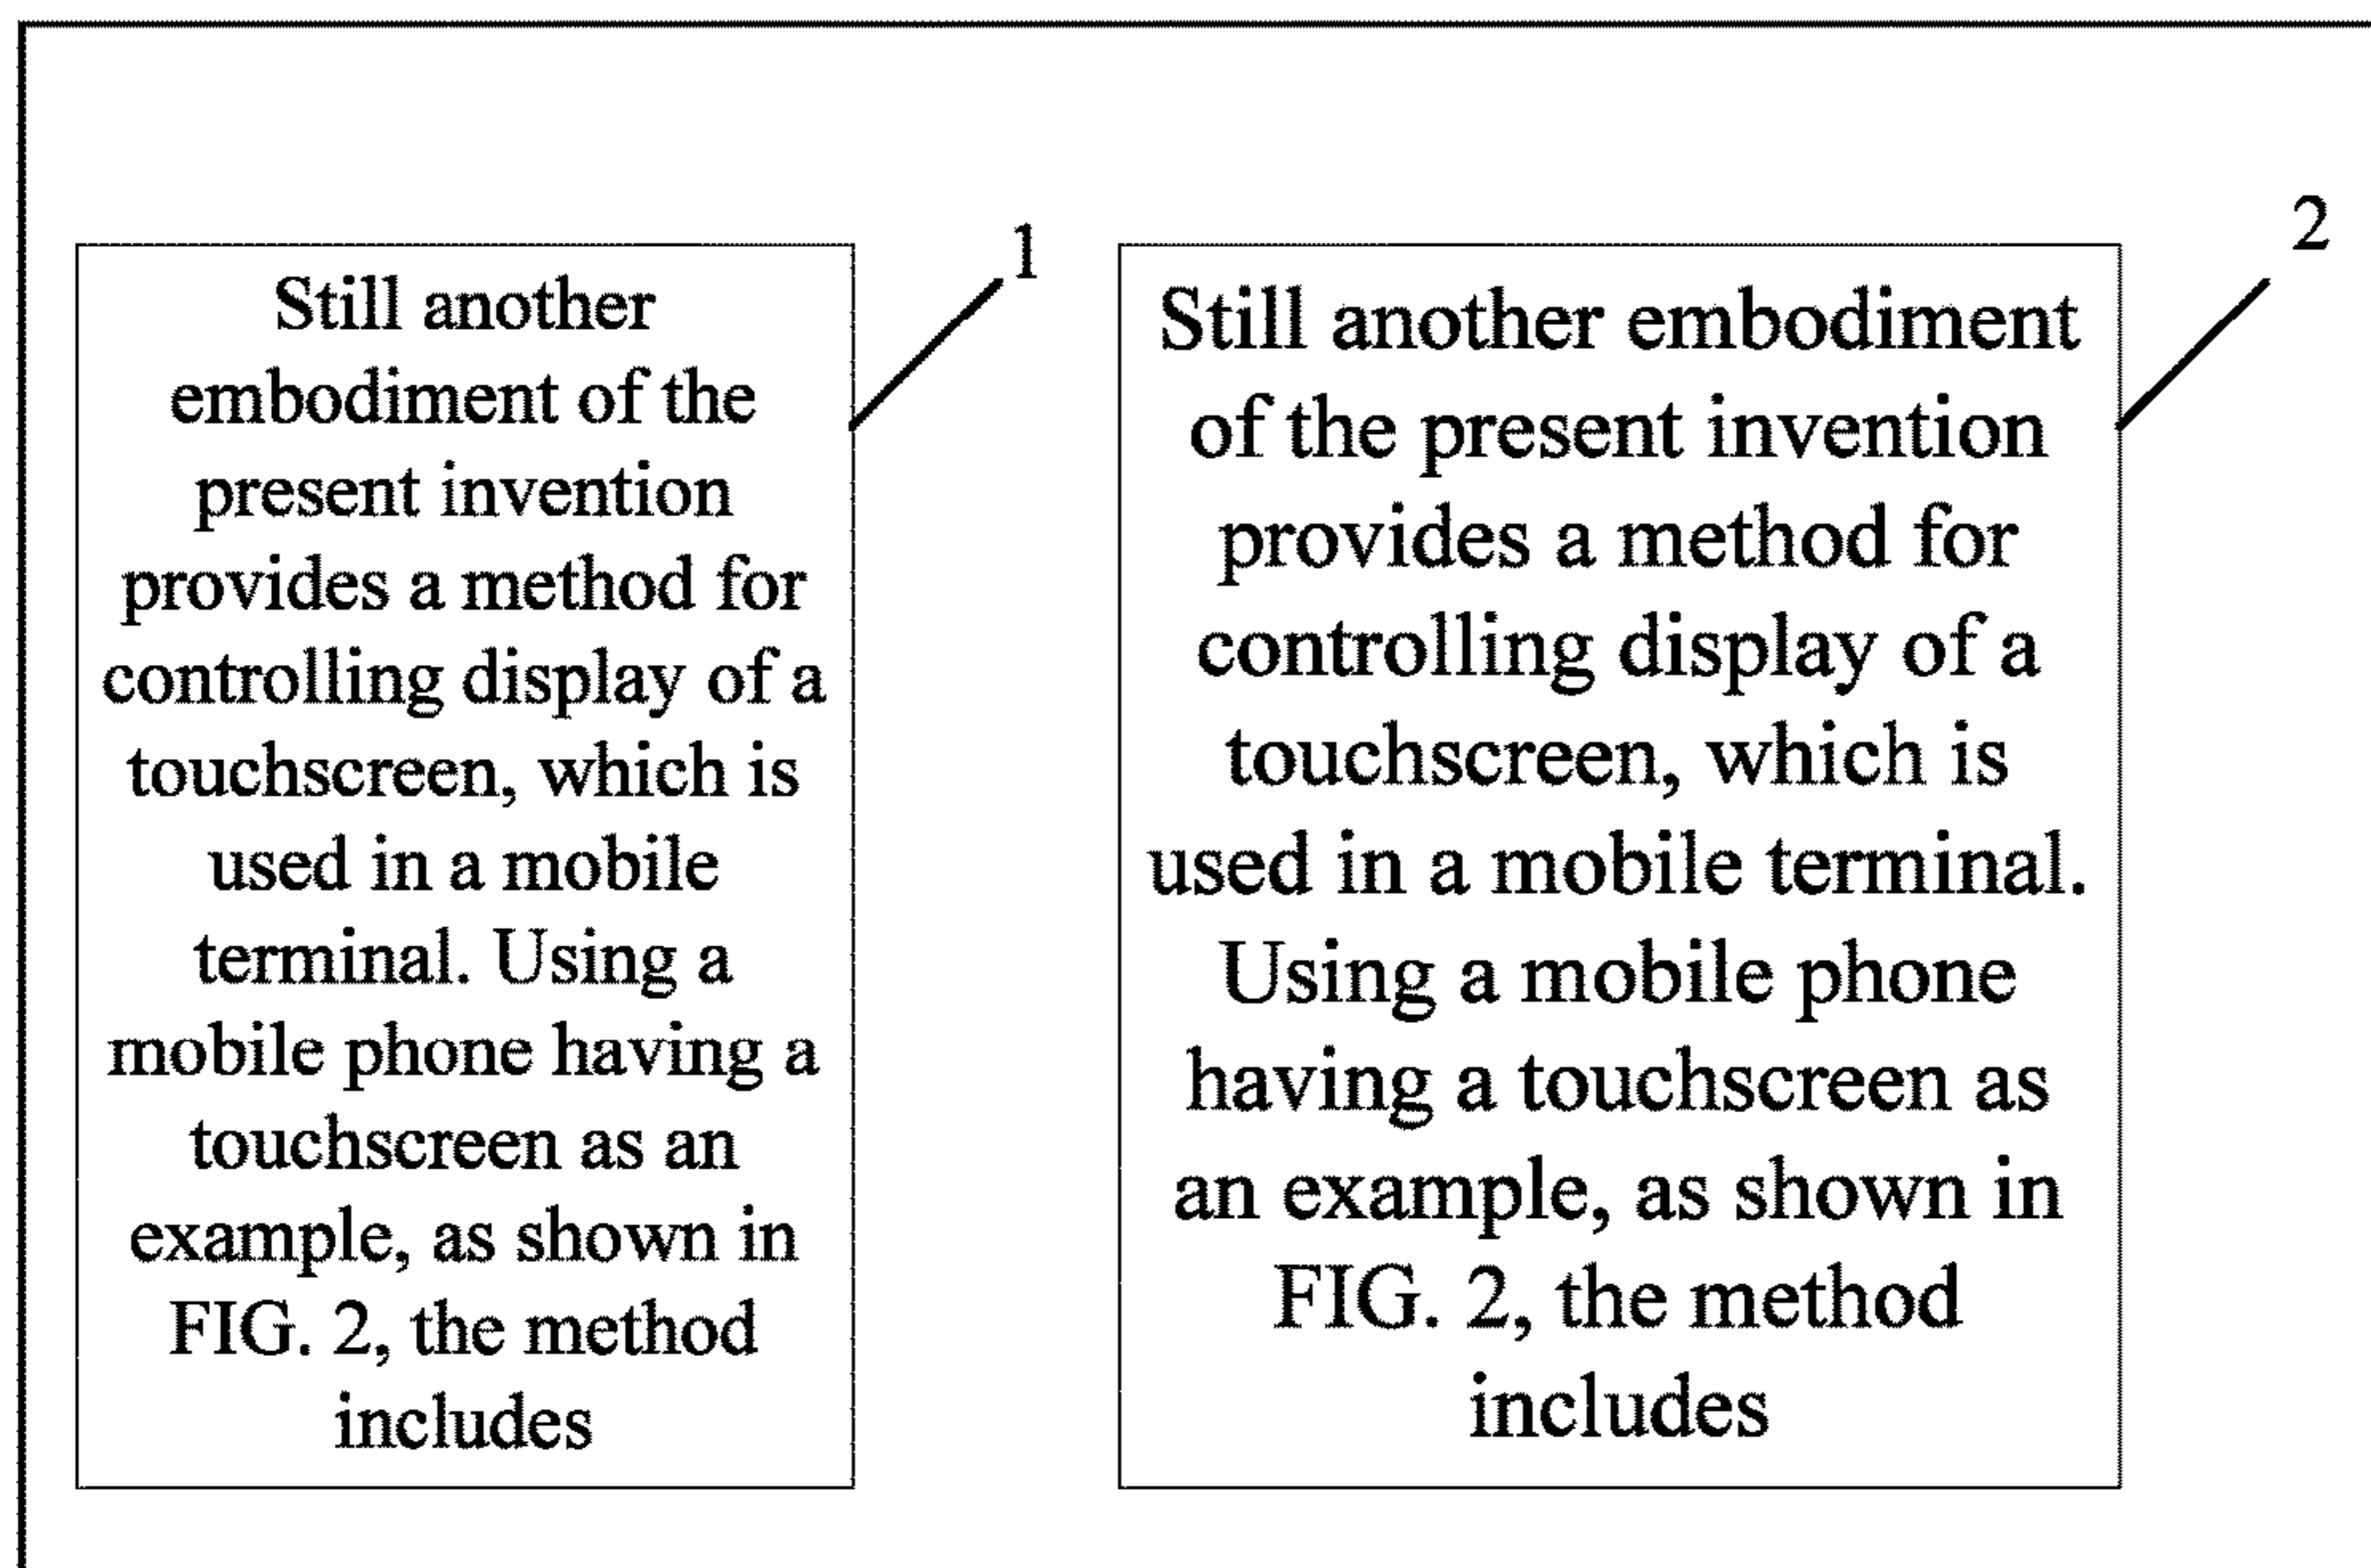 1
Still another
embodiment of the
present invention
provides a method for
controlling display of a
touchscreen, which is
used in a mobile
terminal. Using a
mobile phone having a
touchscreen as an
example, as shown in
FIG. 2, the method
includes
2
Still another embodiment
of the present invention
provides a method for
controlling display of a
touchscreen, which is
used in a mobile terminal.
Using a mobile phone
having a touchscreen as
an example, as shown in
FIG. 2, the method
includes